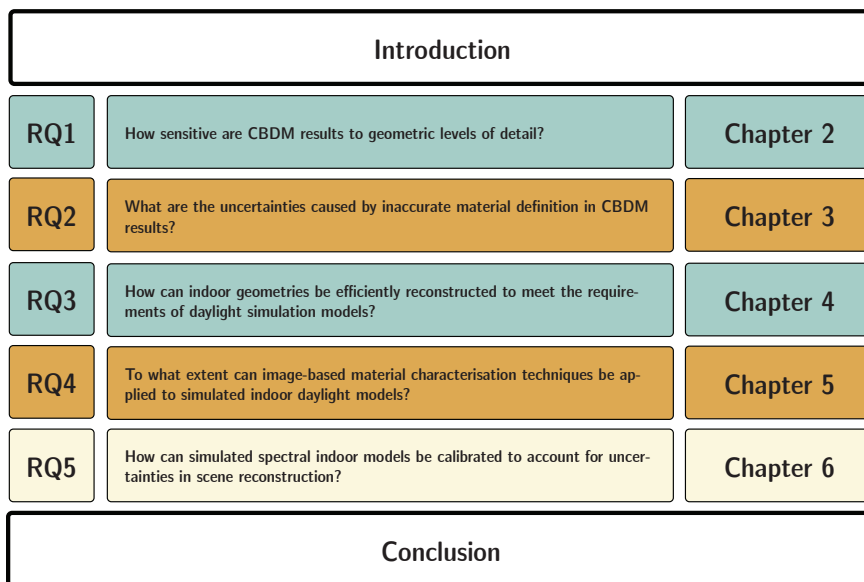 Introduction
RQ1
How sensitive are CBDM results to geometric levels of detail?
Chapter 2
RQ2
What are the uncertainties caused by inaccurate material definition in CBDM
results?
Chapter 3
RQ3
How can indoor geometries be efficiently reconstructed to meet the require-
ments of daylight simulation models?
Chapter 4
RQ4
To what extent can image-based material characterisation techniques be ap-
plied to simulated indoor daylight models?
Chapter 5
RQ5
How can simulated spectral indoor models be calibrated to account for uncer-
tainties in scene reconstruction?
Chapter 6
Conclusion